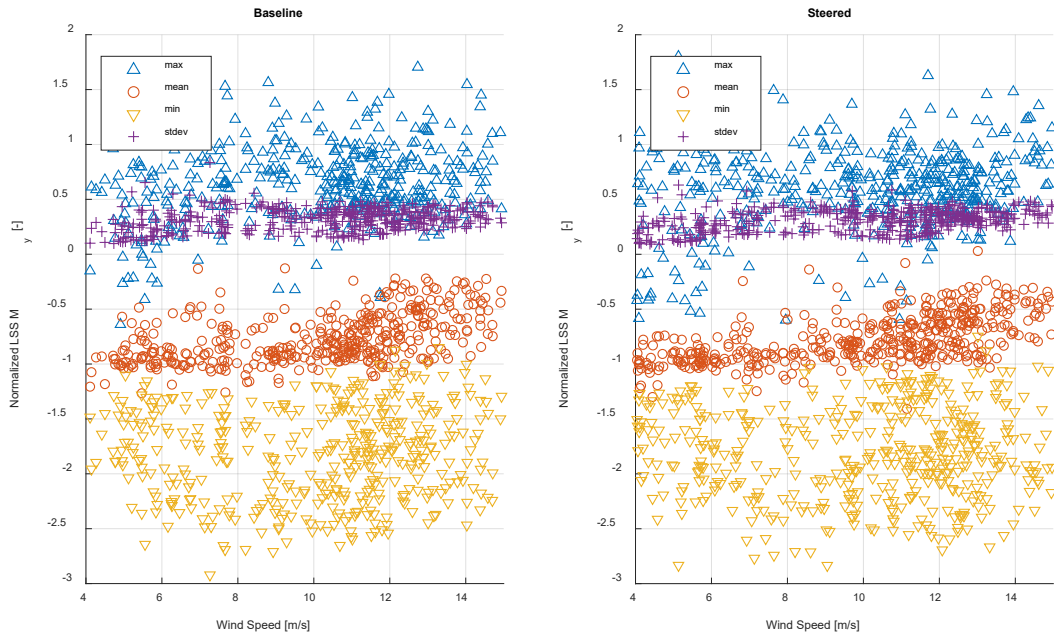 Baseline
2
1.5
1
0.5
0
-0.5
-1
-1.5
-2
-2.5
-3
4
6
8
10
12
14
Wind Speed [m/s]
Normalized LSS M y [-]
max
mean
min
stdev
Steered
2
1.5
1
0.5
0
-0.5
-1
-1.5
-2
-2.5
-3
4
6
8
10
12
14
Wind Speed [m/s]
Normalized LSS M y [-]
max
mean
min
stdev